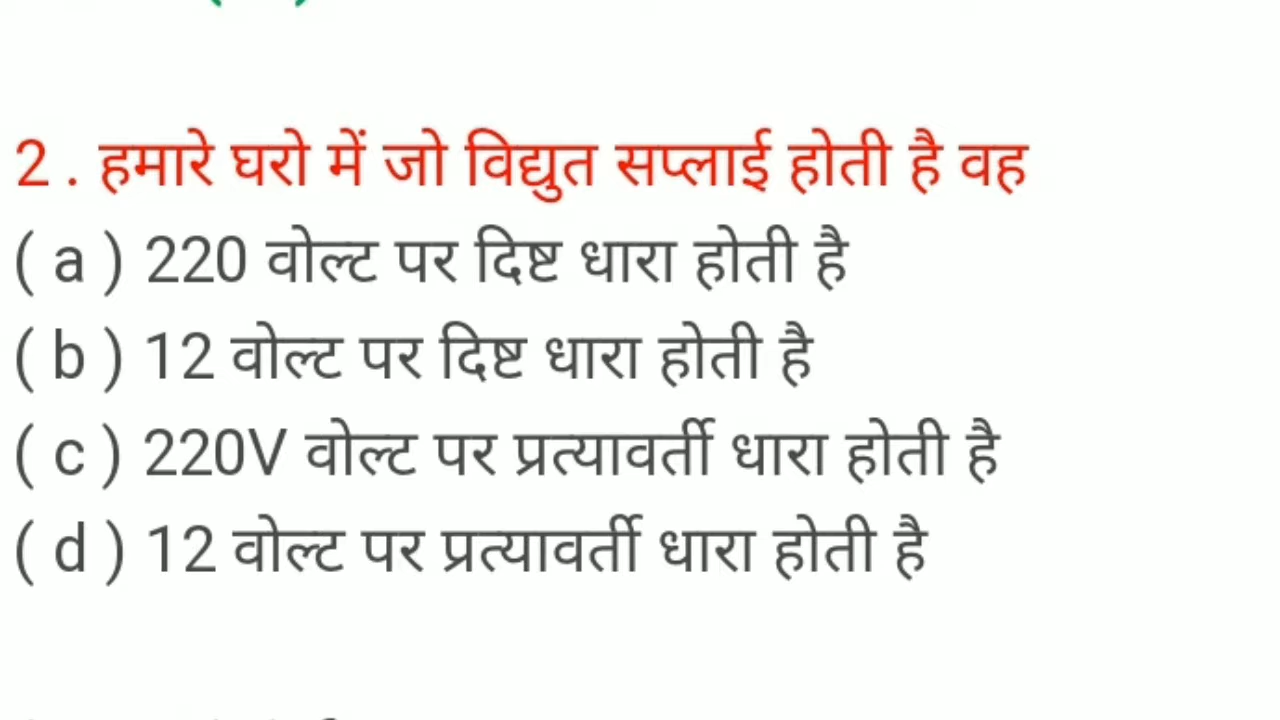 2 . हमारे घरो में जो विद्युत सप्लाई होती है वह
( a ) 220 वोल्ट पर दिष्ट धारा होती है
( b ) 12 वोल्ट पर दिष्ट धारा होती है
( c ) 220V वोल्ट पर प्रत्यावर्ती धारा होती है
( d ) 12 वोल्ट पर प्रत्यावर्ती धारा होती है